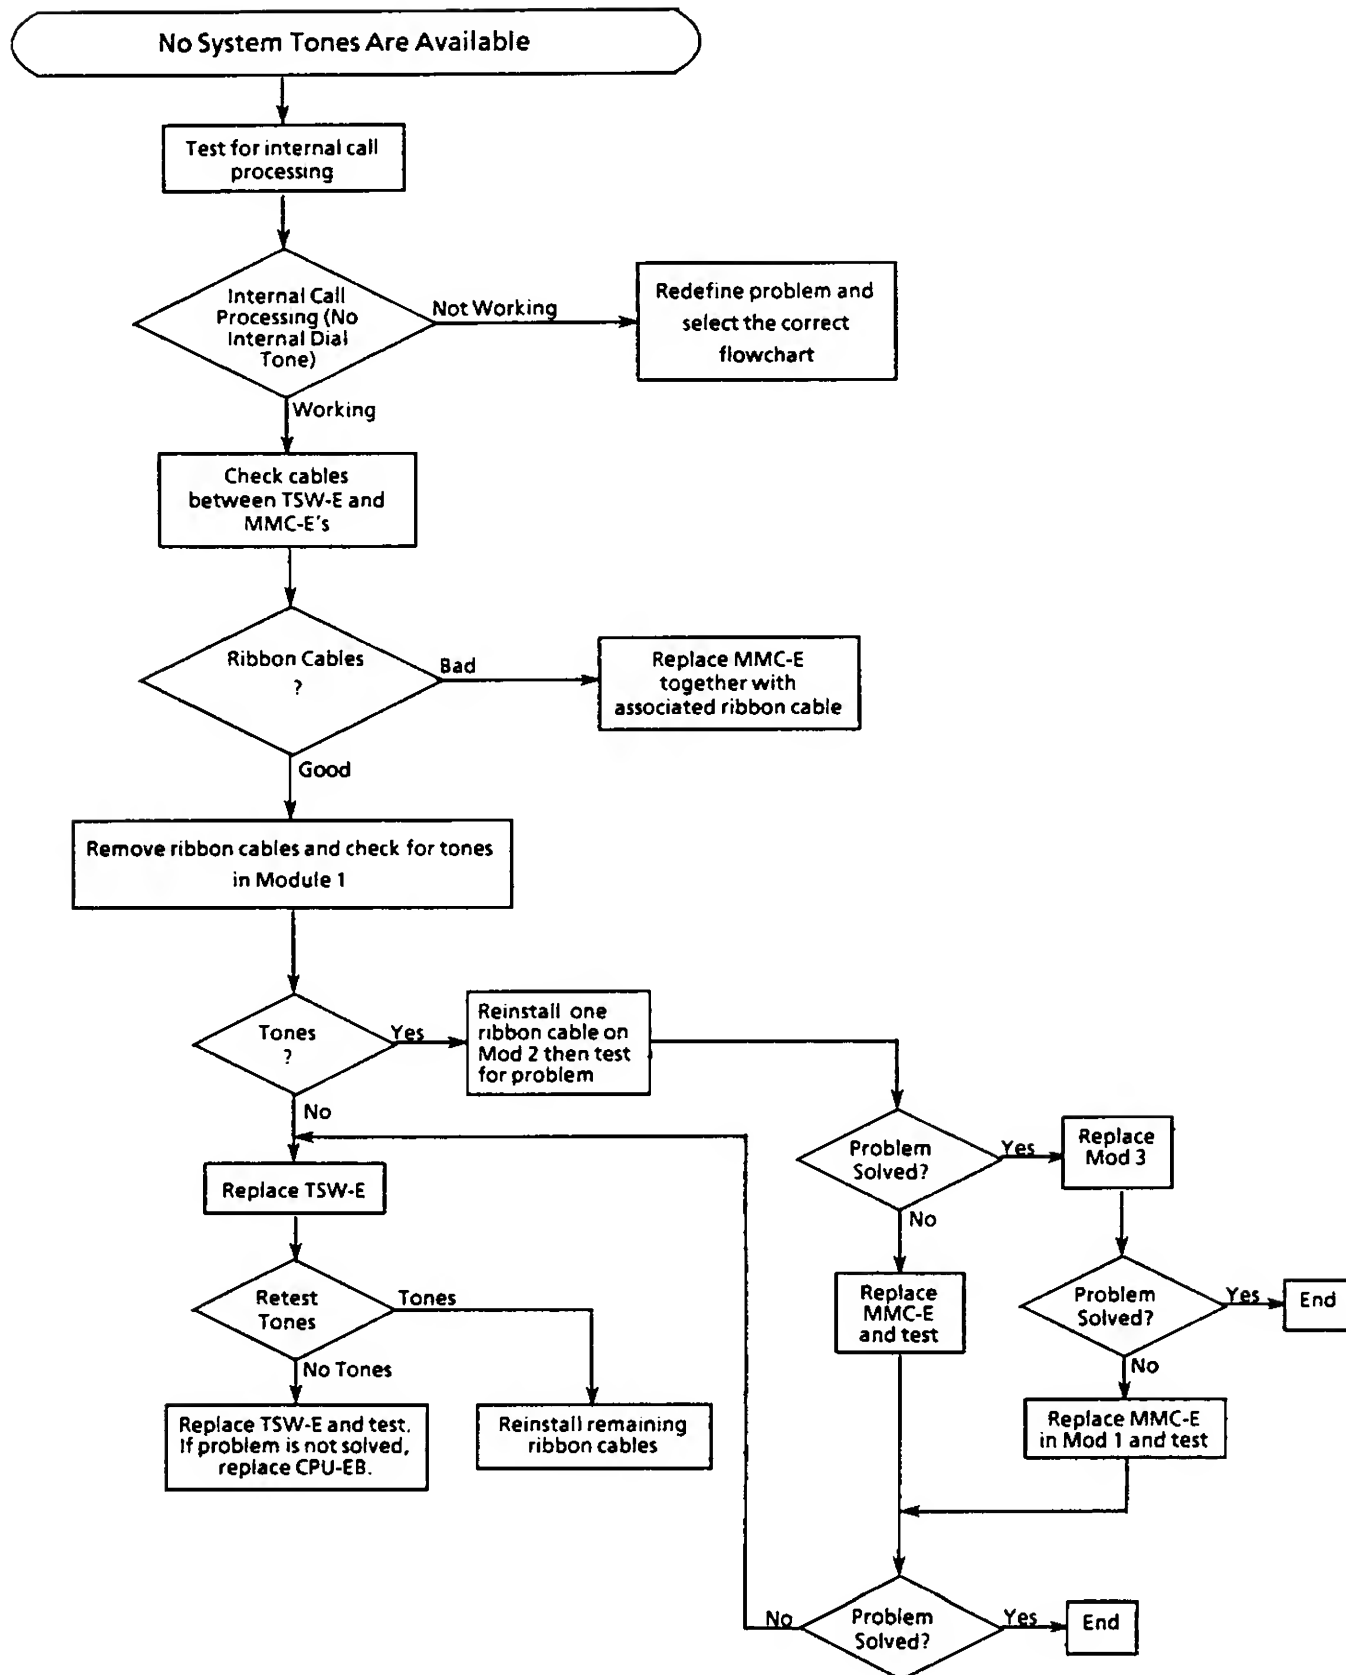 No System Tones Are Available
Test for internal call
processing
Internal Call
Processing (No
Internal Dial
Tone)
Not Working
Redefine problem and
select the correct
flowchart
Working
Check cables
between TSW-E and
MMC-E's
Ribbon Cables
?
Bad
Replace MMC-E
together with
associated ribbon cable
Good
Remove ribbon cables and check for tones
in Module 1
Tones
?
Yes
Reinstall one
ribbon cable on
Mod 2 then test
for problem
No
Problem
Solved?
Yes
Replace
Mod 3
Replace TSW-E
No
Retest
Tones
Tones
Replace
MMC-E
and test
Problem
Solved?
Yes
End
No Tones
No
Replace TSW-E and test.
If problem is not solved,
replace CPU-EB.
Reinstall remaining
ribbon cables
Replace MMC-E
in Mod 1 and test
No
Problem
Solved?
Yes
End